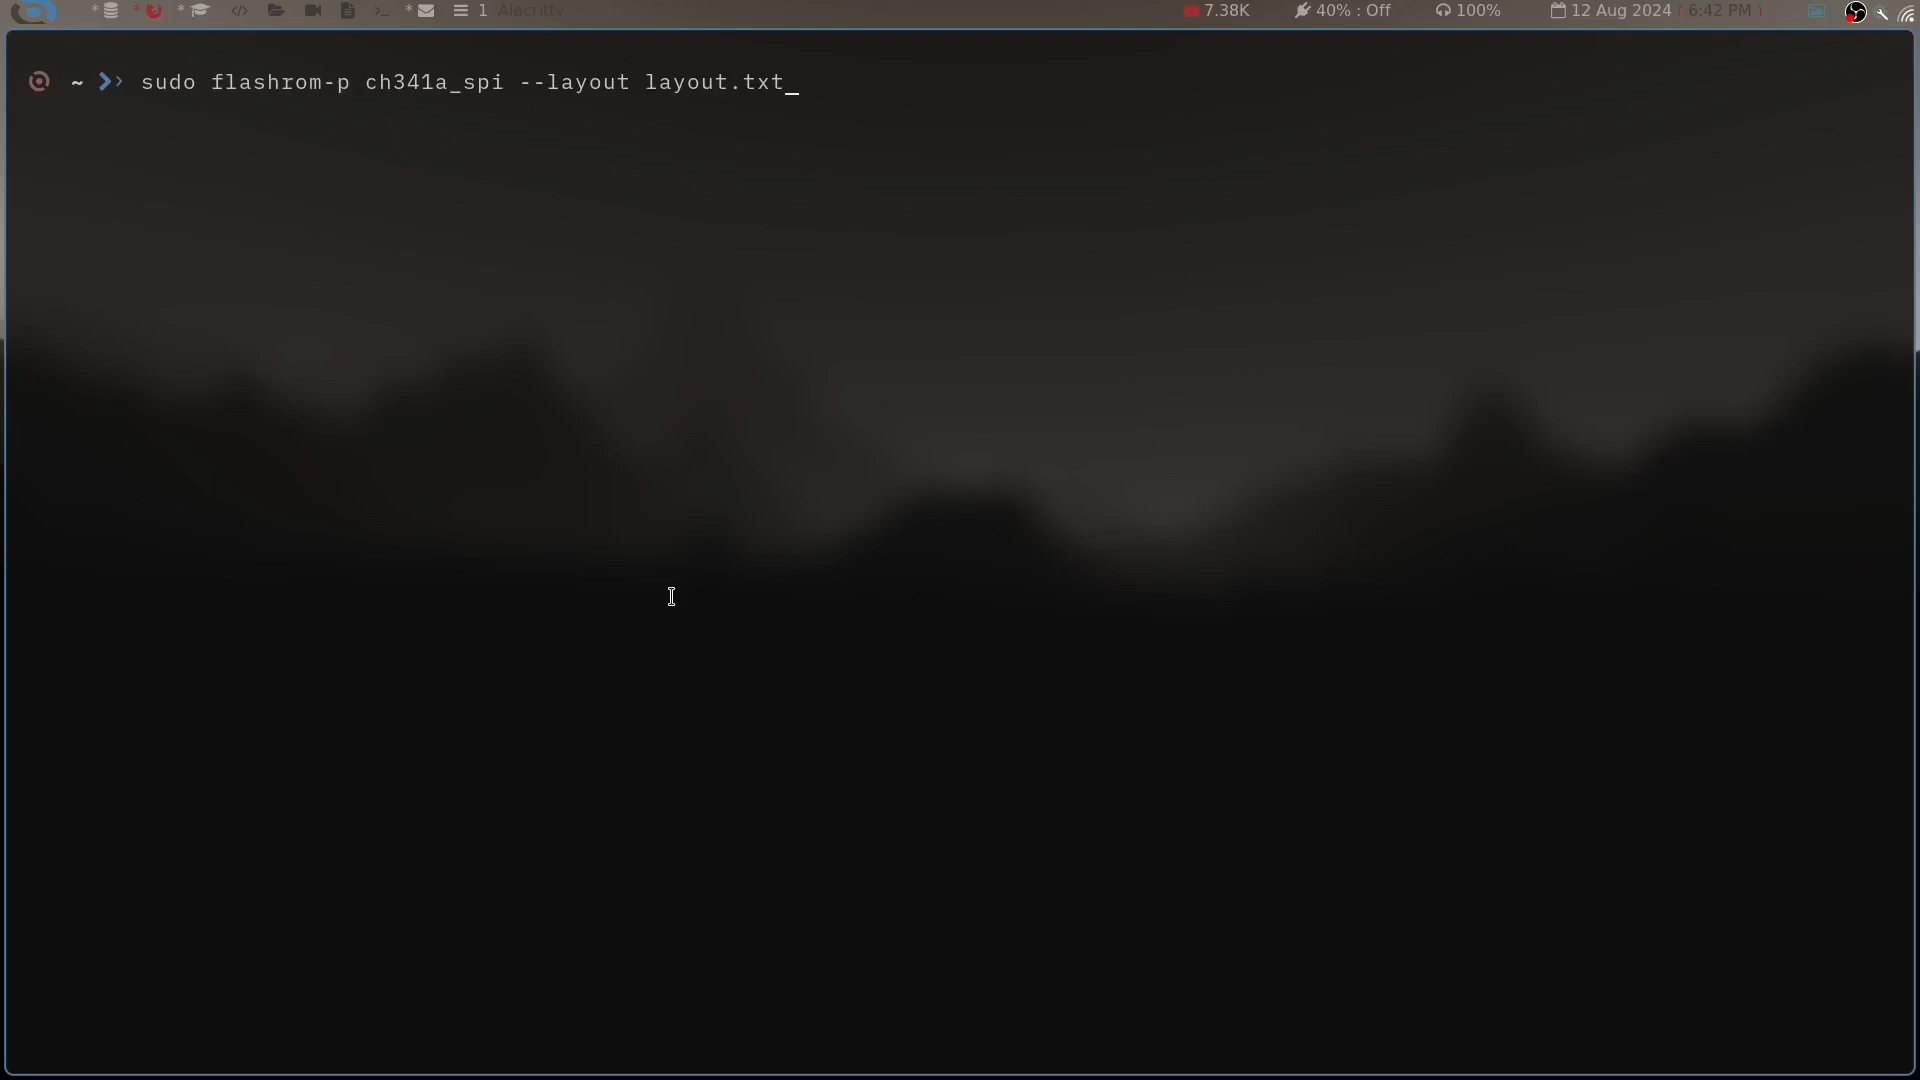 * * ? * </> >_ * 1 Alacritty 7.38K 40% : Off 100% 12 Aug 2024 ( 6:42 PM )
~ sudo flashrom-p ch341a_spi --layout layout.txt_